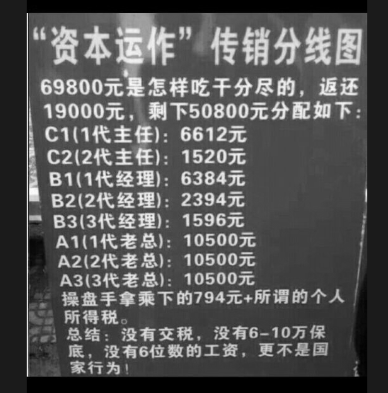 “资本运作”传销分线图
69800元是怎样吃干分尽的，返还
19000元，剩下50800元分配如下：
C1(1代主任)：6612元
C2(2代主任)：1520元
B1(1代经理)：6384元
B2(2代经理)：2394元
B3(3代经理)：1596元
A1(1代老总)：10500元
A2(2代老总)：10500元
A3(3代老总)：10500元
操盘手拿乘下的794元+所谓的个人
所得税。
总结：没有交税，没有6-10万保
底，没有6位数的工资，更不是国
家行为！